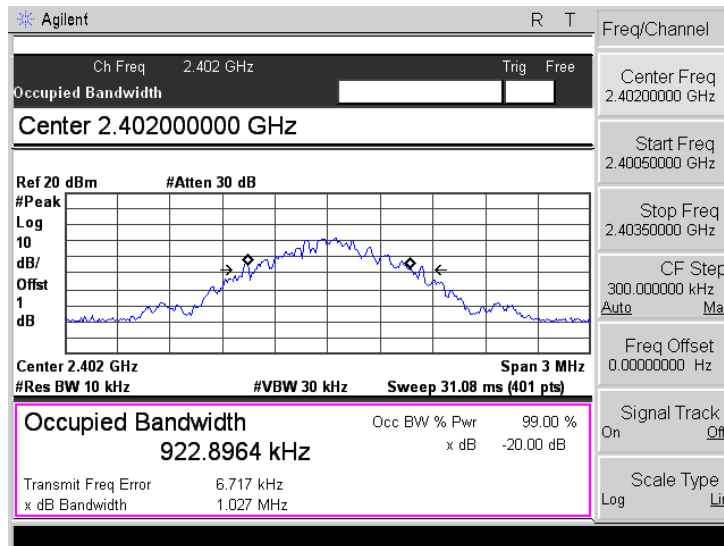 Agilent R T
Freq/Channel
Ch Freq 2.402 GHz Trig Free
Occupied Bandwidth
Center 2.402000000 GHz
Ref 20 dBm #Atten 30 dB
#Peak
Log
10
dB/
Offst
1
dB
Center 2.402 GHz Span 3 MHz
#Res BW 10 kHz #VBW 30 kHz Sweep 31.08 ms (401 pts)
Occupied Bandwidth
922.8964 kHz
Occ BW % Pwr 99.00 %
x dB -20.00 dB
Transmit Freq Error 6.717 kHz
x dB Bandwidth 1.027 MHz
Center Freq
2.40200000 GHz
Start Freq
2.40050000 GHz
Stop Freq
2.40350000 GHz
CF Step
300.000000 kHz
Auto Ma
Freq Offset
0.00000000 Hz
Signal Track
On Off
Scale Type
Log Lin